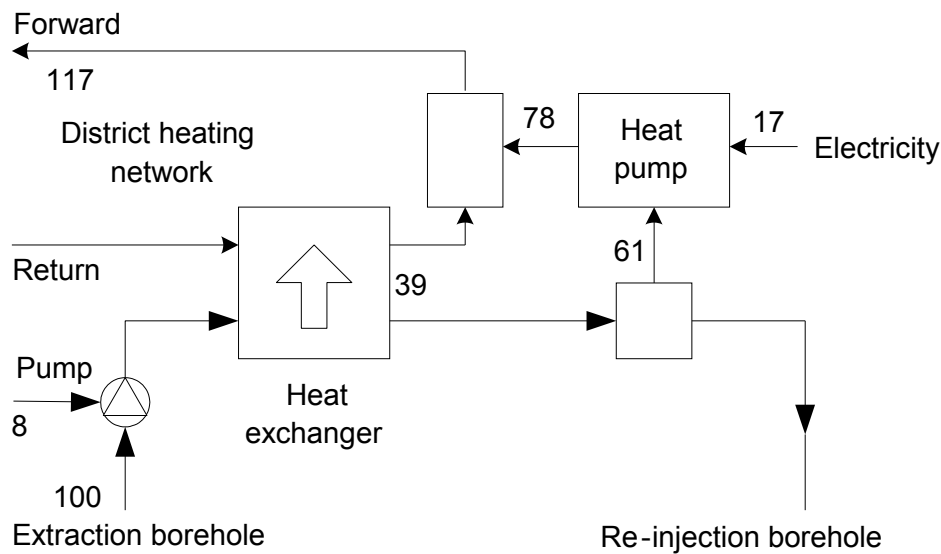 Forward
117
District heating
network
78
Heat
pump
17
Electricity
Return
39
61
Pump
8
Heat
exchanger
100
Extraction borehole
Re-injection borehole